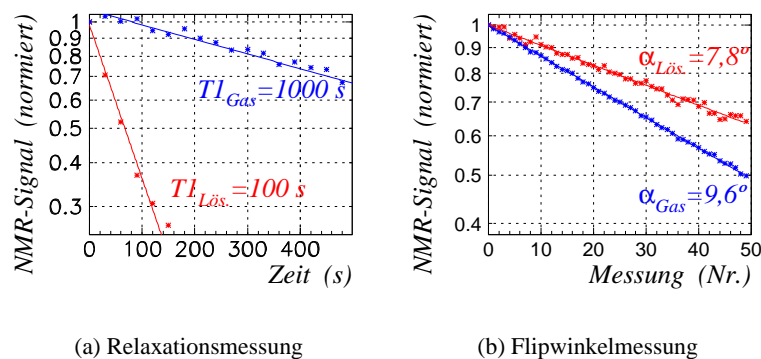 NMR-Signal (normiert)
1
0.9
0.8
0.7
0.6
0.5
0.4
0.3
T1Gas=1000 s
T1Lös.=100 s
0
100
200
300
400
Zeit (s)
(a) Relaxationsmessung
NMR-Signal (normiert)
1
0.9
0.8
0.7
0.6
0.5
0.4
αLös.=7,8º
αGas=9,6º
0
10
20
30
40
50
Messung (Nr.)
(b) Flipwinkelmessung